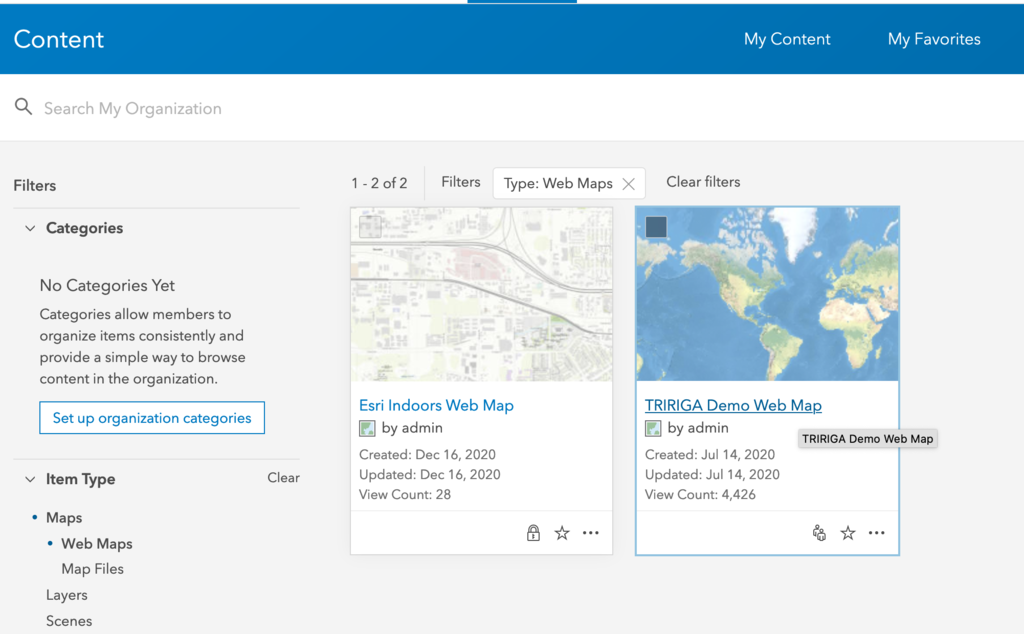 Content
My Content
My Favorites
Search My Organization
Filters
1 - 2 of 2
Filters
Type: Web Maps
Clear filters
Categories
No Categories Yet
Categories allow members to
organize items consistently and
provide a simple way to browse
content in the organization.
Set up organization categories
Item Type
Clear
Maps
Web Maps
Map Files
Layers
Scenes
Esri Indoors Web Map
by admin
Created: Dec 16, 2020
Updated: Dec 16, 2020
View Count: 28
TRIRIGA Demo Web Map
by admin
TRIRIGA Demo Web Map
Created: Jul 14, 2020
Updated: Jul 14, 2020
View Count: 4,426